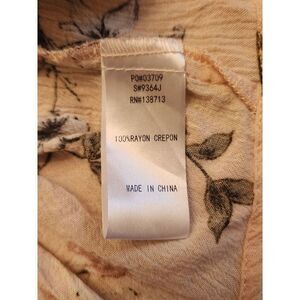 PO#03709
S#9364J
RN#138713
100%RAYON CREPON
MADE IN CHINA